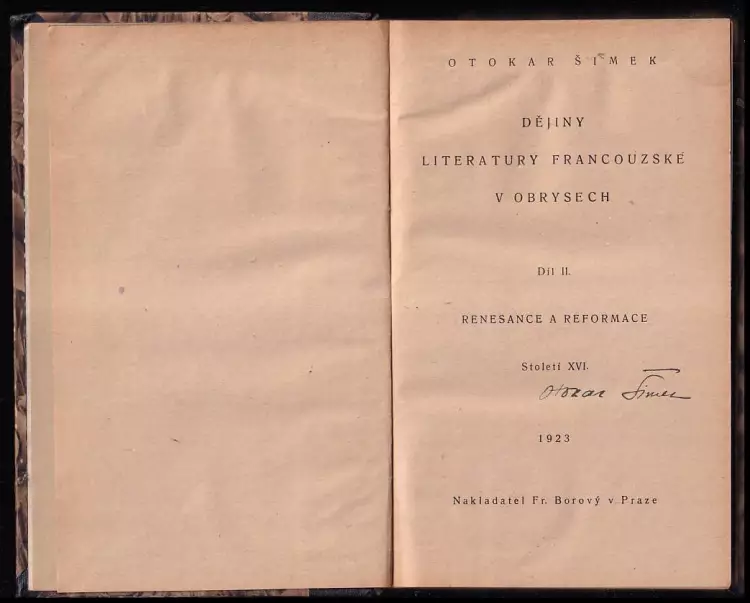 OTOKAR ŠIMEK
DĚJINY
LITERATURY FRANCOUZSKÉ
V OBRYSECH
Díl II.
RENESANCE A REFORMACE
Století XVI.
Otokar Šimek
1923
Nakladatel Fr. Borový v Praze